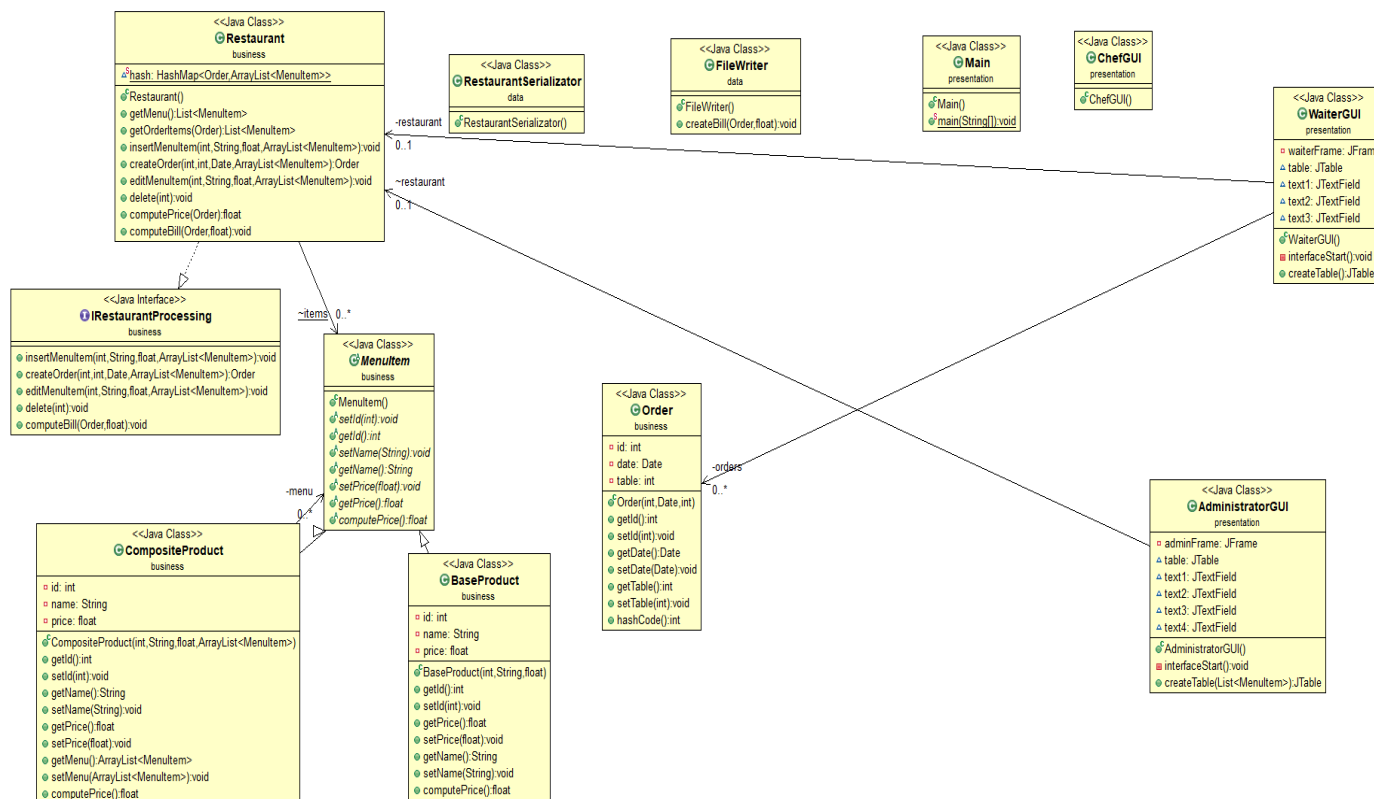 <<Java Class>>
Restaurant
business
hash: HashMap<Order,ArrayList<MenuItem>>
Restaurant()
getMenu():List<MenuItem>
getOrderItems(Order):List<MenuItem>
insertMenuItem(int,String,float,ArrayList<MenuItem>):void
createOrder(int,int,Date,ArrayList<MenuItem>):Order
editMenuItem(int,String,float,ArrayList<MenuItem>):void
delete(int):void
computePrice(Order):float
computeBill(Order,float):void
<<Java Class>>
RestaurantSerializator
data
RestaurantSerializator()
<<Java Class>>
FileWriter
data
FileWriter()
createBill(Order,float):void
<<Java Class>>
Main
presentation
Main()
main(String[]):void
<<Java Class>>
ChefGUI
presentation
ChefGUI()
<<Java Class>>
WaiterGUI
presentation
waiterFrame: JFram
table: JTable
text1: JTextField
text2: JTextField
text3: JTextField
WaiterGUI()
interfaceStart():void
createTable():JTable
-restaurant
0..1
~restaurant
0..1
<<Java Interface>>
IRestaurantProcessing
business
insertMenuItem(int,String,float,ArrayList<MenuItem>):void
createOrder(int,int,Date,ArrayList<MenuItem>):Order
editMenuItem(int,String,float,ArrayList<MenuItem>):void
delete(int):void
computeBill(Order,float):void
~items 0..*
<<Java Class>>
MenuItem
business
MenuItem()
setId(int):void
getId():int
setName(String):void
getName():String
setPrice(float):void
getPrice():float
computePrice():float
<<Java Class>>
Order
business
id: int
date: Date
table: int
Order(int,Date,int)
getId():int
setId(int):void
getDate():Date
setDate(Date):void
getTable():int
setTable(int):void
hashCode():int
-orders
0..*
<<Java Class>>
AdministratorGUI
presentation
adminFrame: JFrame
table: JTable
text1: JTextField
text2: JTextField
text3: JTextField
text4: JTextField
AdministratorGUI()
interfaceStart():void
createTable(List<MenuItem>):JTable
-menu
0..*
<<Java Class>>
CompositeProduct
business
id: int
name: String
price: float
CompositeProduct(int,String,float,ArrayList<MenuItem>)
getId():int
setId(int):void
getName():String
setName(String):void
getPrice():float
setPrice(float):void
getMenu():ArrayList<MenuItem>
setMenu(ArrayList<MenuItem>):void
computePrice():float
<<Java Class>>
BaseProduct
business
id: int
name: String
price: float
BaseProduct(int,String,float)
getId():int
setId(int):void
getPrice():float
setPrice(float):void
getName():String
setName(String):void
computePrice():float